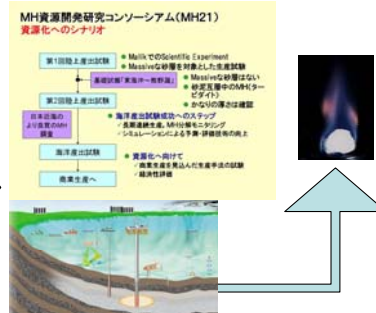 MH資源開発研究コンソーシアム(MH21)
資源化へのシナリオ
第1回陸上産出試験
● MalikでのScientific Experiment
● Massiveな砂層を対象とした生産試験
基礎試錐「東海沖~熊野灘」
● Massiveな砂層はない
● 砂泥互層中のMH(タービダイト)
● かなりの濃さは確認
第2回陸上産出試験
日本近海のより良質のMH調査
● 海洋産出試験成功へのステップ
✓長期連続生産、MH分解モニタリング
✓シミュレーションによる予測・評価技術の向上
海洋産出試験
● 資源化へ向けて
✓商業生産を見込んだ生産手法の試験
✓経済性評価
商業生産へ